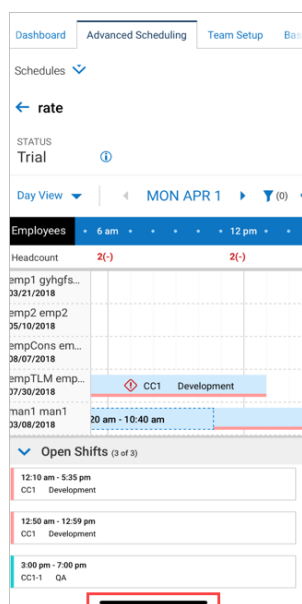 Dashboard Advanced Scheduling Team Setup Bas
Schedules
rate
STATUS
Trial
Day View MON APR 1 (0)
Employees 6 am 12 pm
Headcount 2(-) 2(-)
emp1 gyhgfs...
03/21/2018
emp2 emp2
05/10/2018
empCons em...
08/07/2018
empTLM emp...
07/30/2018
CC1 Development
man1 man1
03/08/2018
20 am - 10:40 am
Open Shifts (3 of 3)
12:10 am - 5:35 pm
CC1 Development
12:50 am - 12:59 pm
CC1 Development
3:00 pm - 7:00 pm
CC1-1 QA